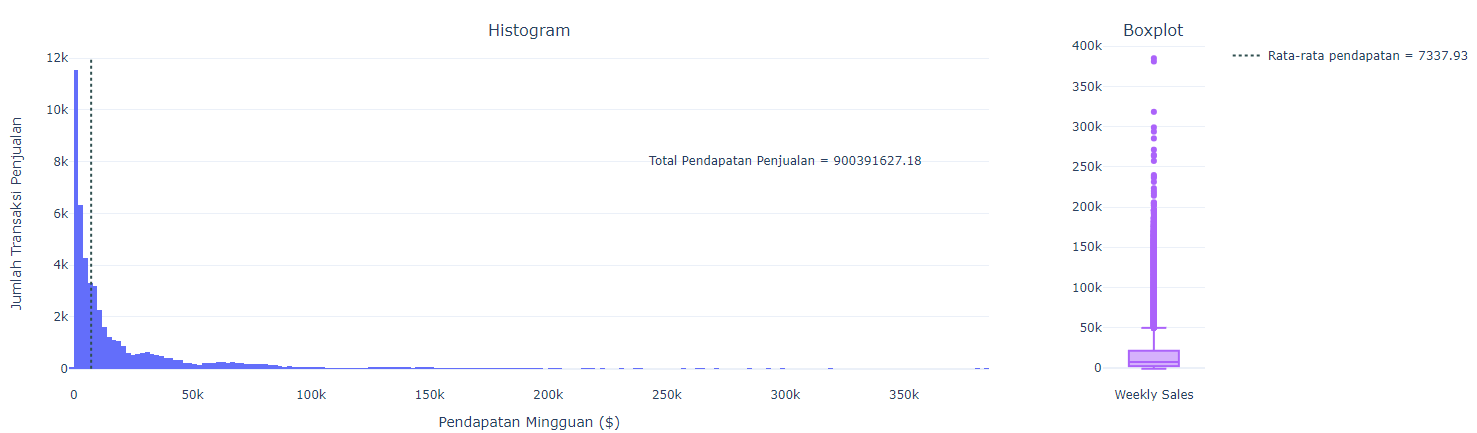 Histogram
Boxplot
12k
10k
8k
6k
4k
2k
0
Jumlah Transaksi Penjualan
Total Pendapatan Penjualan = 900391627.18
0
50k
100k
150k
200k
250k
300k
350k
Pendapatan Mingguan ($)
400k
350k
300k
250k
200k
150k
100k
50k
0
Weekly Sales
Rata-rata pendapatan = 7337.93